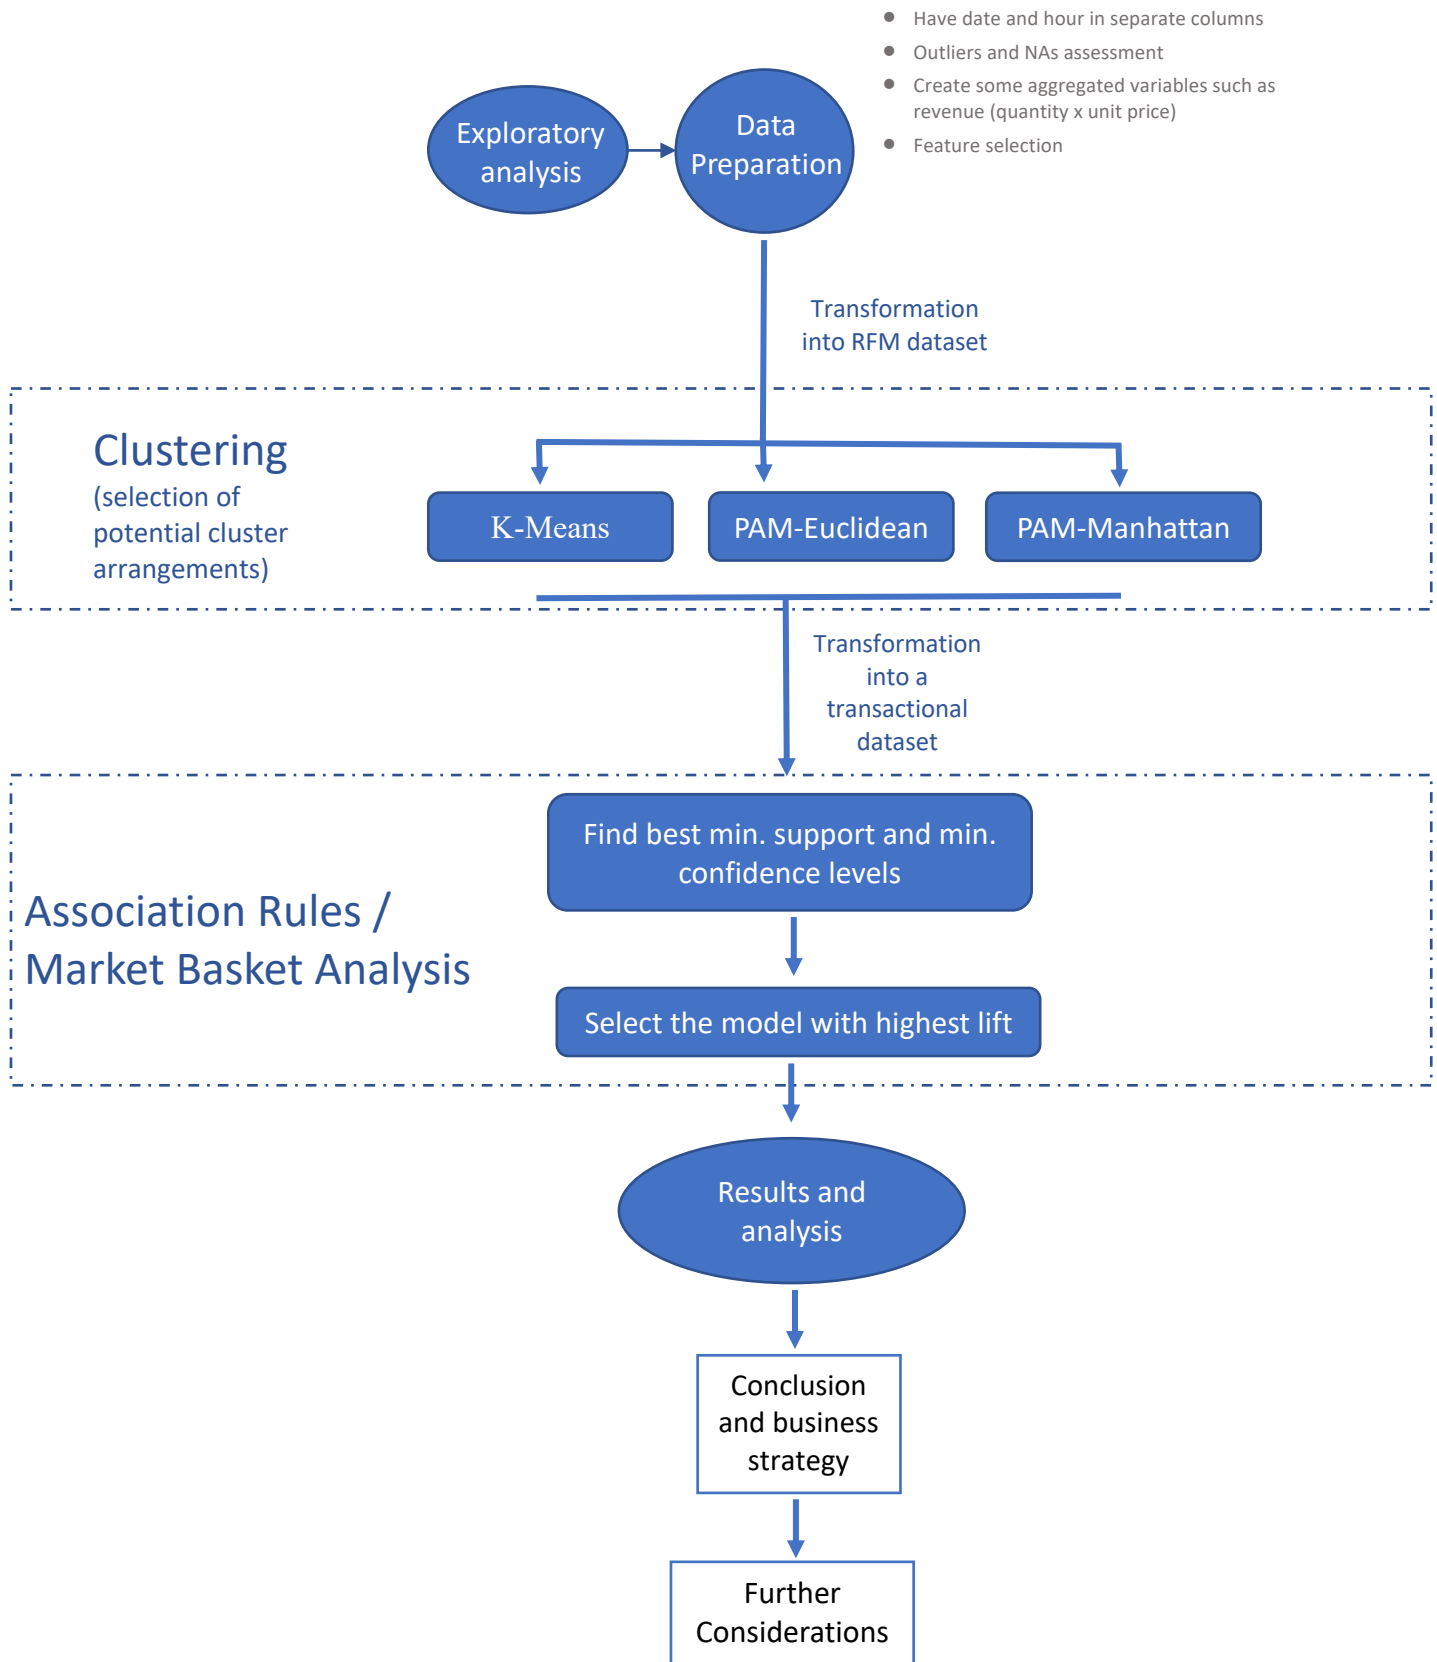 • Have date and hour in separate columns
• Outliers and NAs assessment
• Create some aggregated variables such as
revenue (quantity x unit price)
• Feature selection
Exploratory
analysis
Data
Preparation
Transformation
into RFM dataset
Clustering
(selection of
potential cluster
arrangements)
K-Means
PAM-Euclidean
PAM-Manhattan
Transformation
into a
transactional
dataset
Association Rules /
Market Basket Analysis
Find best min. support and min.
confidence levels
Select the model with highest lift
Results and
analysis
Conclusion
and business
strategy
Further
Considerations